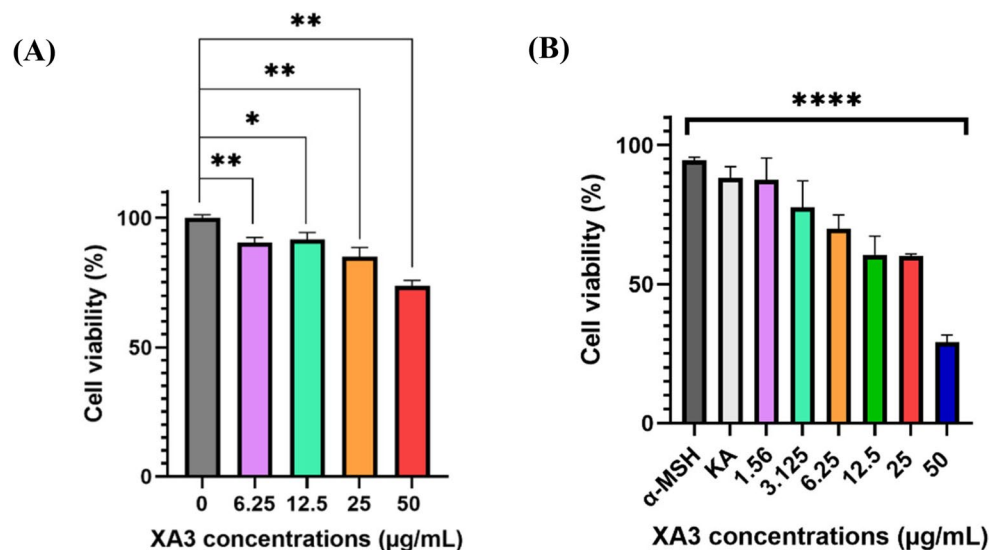 (A)
**
**
*
**
100
50
0
Cell viability (%)
0 6.25 12.5 25 50
XA3 concentrations (µg/mL)
(B)
****
100
50
0
Cell viability (%)
α-MSH KA 1.56 3.125 6.25 12.5 25 50
XA3 concentrations (µg/mL)